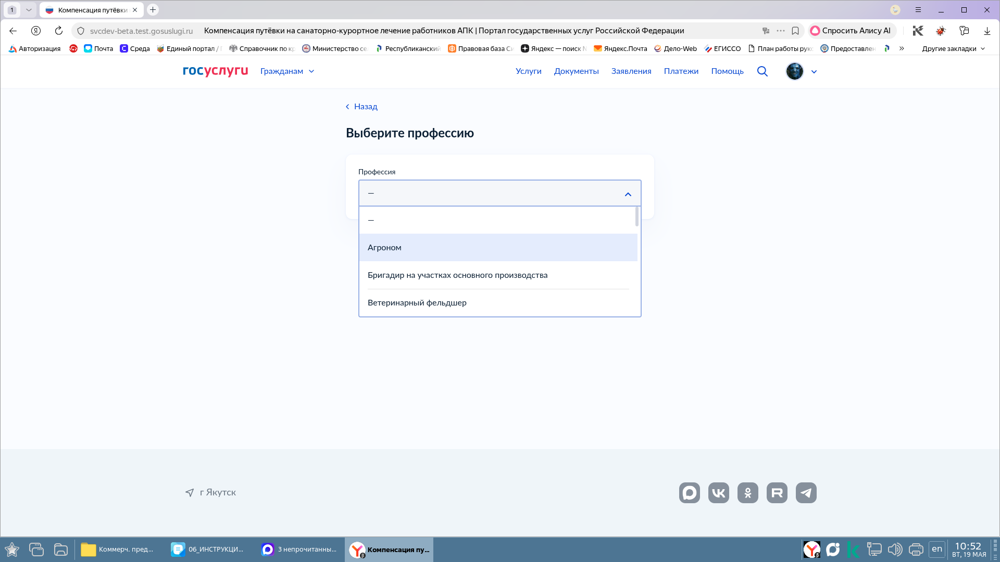 1
Компенсация путёвки
svcdev-beta.test.gosuslugi.ru
Компенсация путёвки на санаторно-курортное лечение работников АПК | Портал государственных услуг Российской Федерации
Спросить Алису AI
Авторизация
Почта
Среда
Единый портал /
Справочник по кр
Министерство се
Республиканский
Правовая база Си
Яндекс — поиск
Яндекс.Почта
Дело-Web
ЕГИССО
План работы рук
Предоставлен
Другие закладки
госуслуги
Гражданам
Услуги
Документы
Заявления
Платежи
Помощь
Назад
Выберите профессию
Профессия
—
—
Агроном
Бригадир на участках основного производства
Ветеринарный фельдшер
г Якутск
Коммерч. пред...
06_ИНСТРУКЦИ...
3 непрочитанны...
Компенсация пу...
en
10:52
ВТ, 19 МАЯ